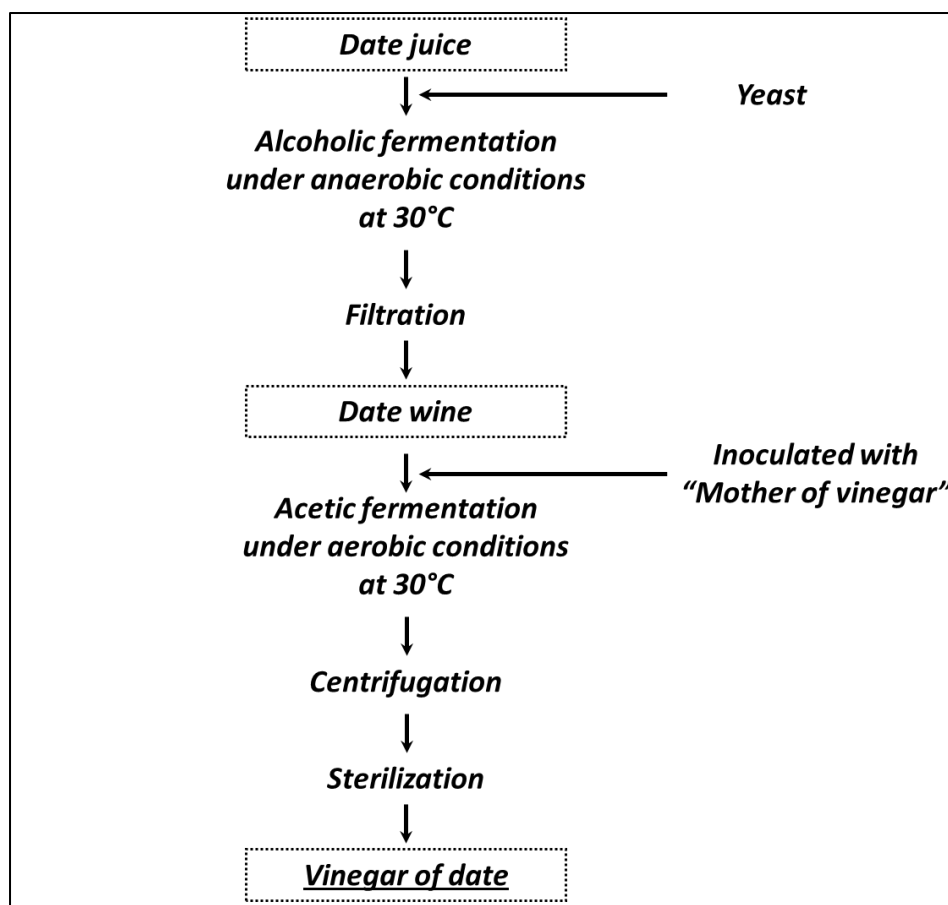 Date juice
Yeast
Alcoholic fermentation
under anaerobic conditions
at 30°C
Filtration
Date wine
Inoculated with
“Mother of vinegar”
Acetic fermentation
under aerobic conditions
at 30°C
Centrifugation
Sterilization
Vinegar of date